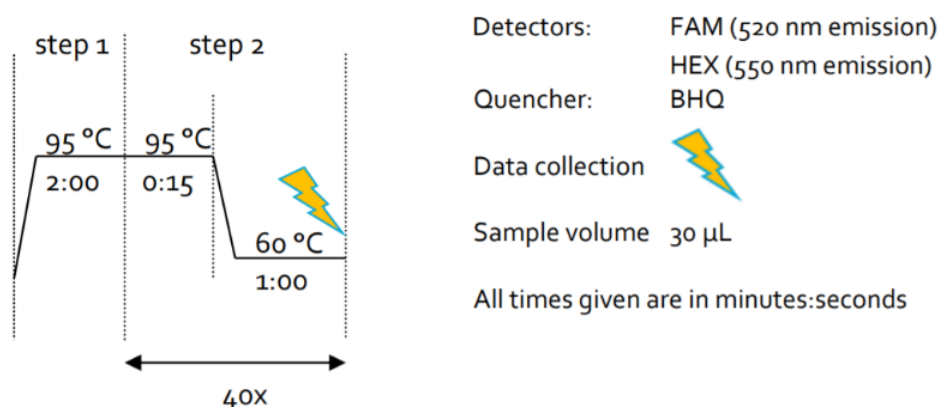 step 1 step 2
95 °C 95 °C
2:00 0:15
60 °C
1:00
40x
Detectors: FAM (520 nm emission)
HEX (550 nm emission)
Quencher: BHQ
Data collection
Sample volume 30 µL
All times given are in minutes:seconds